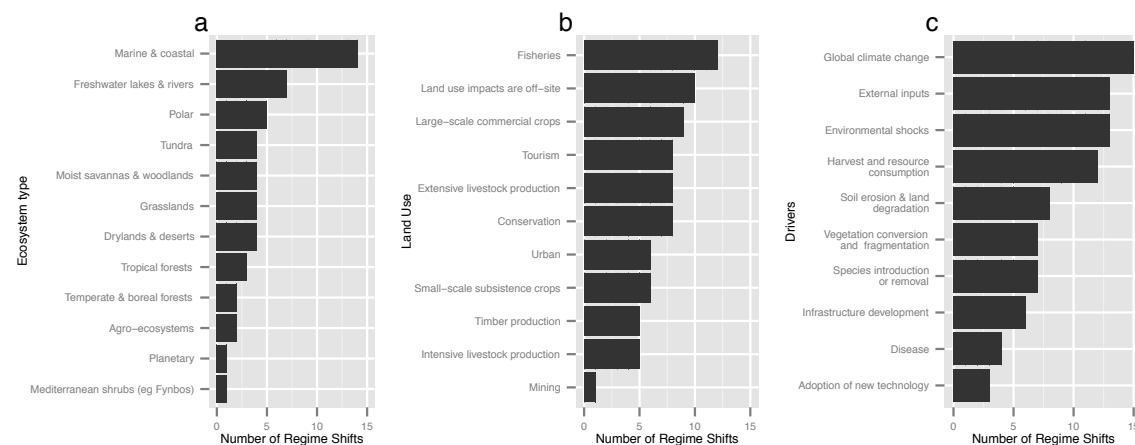 a
Ecosystem type
Marine & coastal
Freshwater lakes & rivers
Polar
Tundra
Moist savannas & woodlands
Grasslands
Drylands & deserts
Tropical forests
Temperate & boreal forests
Agro−ecosystems
Planetary
Mediterranean shrubs (eg Fynbos)
0 5 10 15
Number of Regime Shifts
b
Land Use
Fisheries
Land use impacts are off−site
Large−scale commercial crops
Tourism
Extensive livestock production
Conservation
Urban
Small−scale subsistence crops
Timber production
Intensive livestock production
Mining
0 5 10 15
Number of Regime Shifts
c
Drivers
Global climate change
External inputs
Environmental shocks
Harvest and resource
consumption
Soil erosion & land
degradation
Vegetation conversion
and fragmentation
Species introduction
or removal
Infrastructure development
Disease
Adoption of new technology
0 5 10 15
Number of Regime Shifts